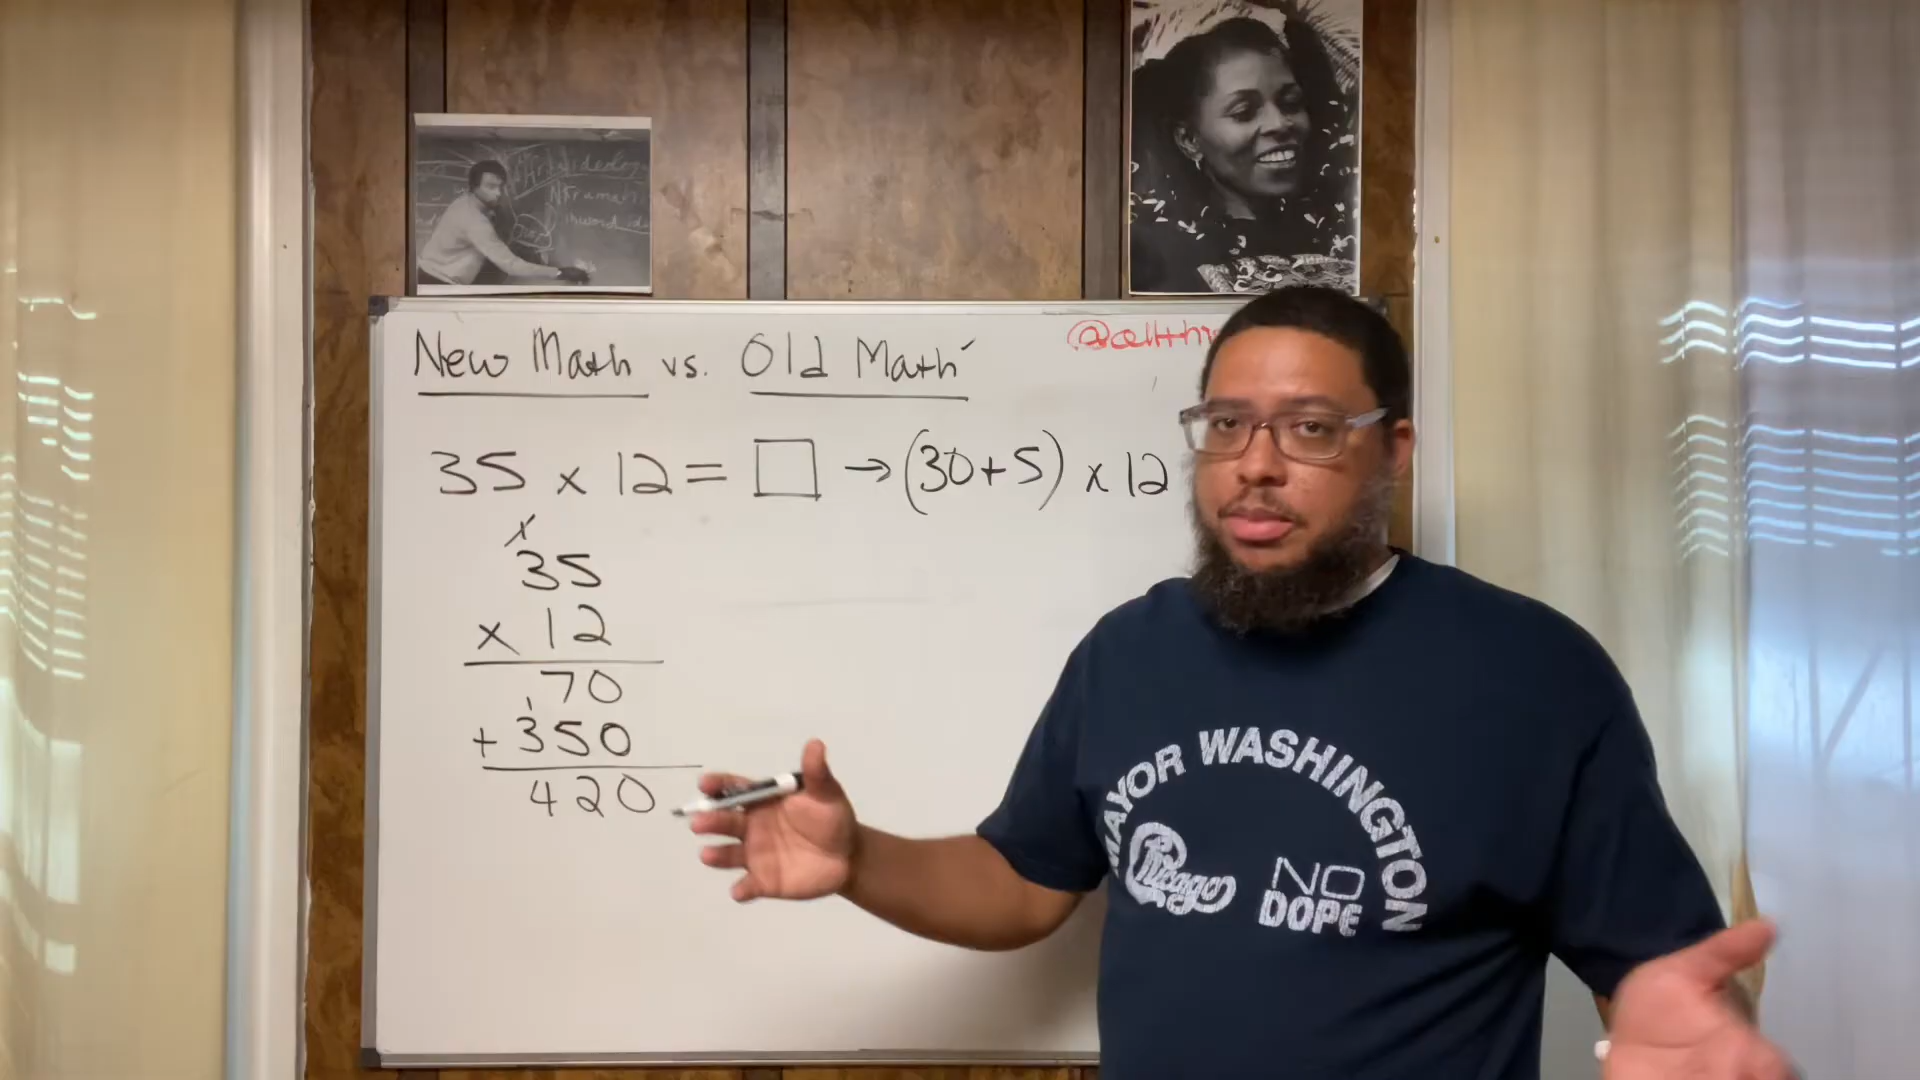 New Math vs. Old Math
35 x 12 = □ → (30+5) x 12
35
x 12
70
+ 350
420
MAYOR WASHINGTON
Chicago
NO
DOPE